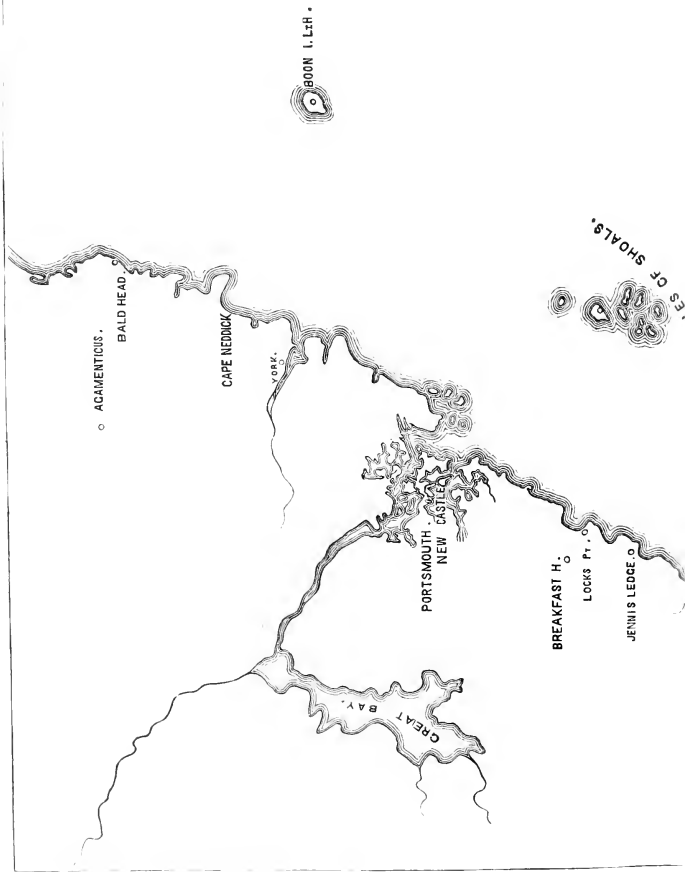 BOON I. LtH.
ISLES OF SHOALS.
ACAMENTICUS.
BALD HEAD.
CAPE NEDDICK
YORK.
PORTSMOUTH.
NEW CASTLE
BREAKFAST H.
LOCKS PT.
JENNIS LEDGE.
GREAT
BAY.